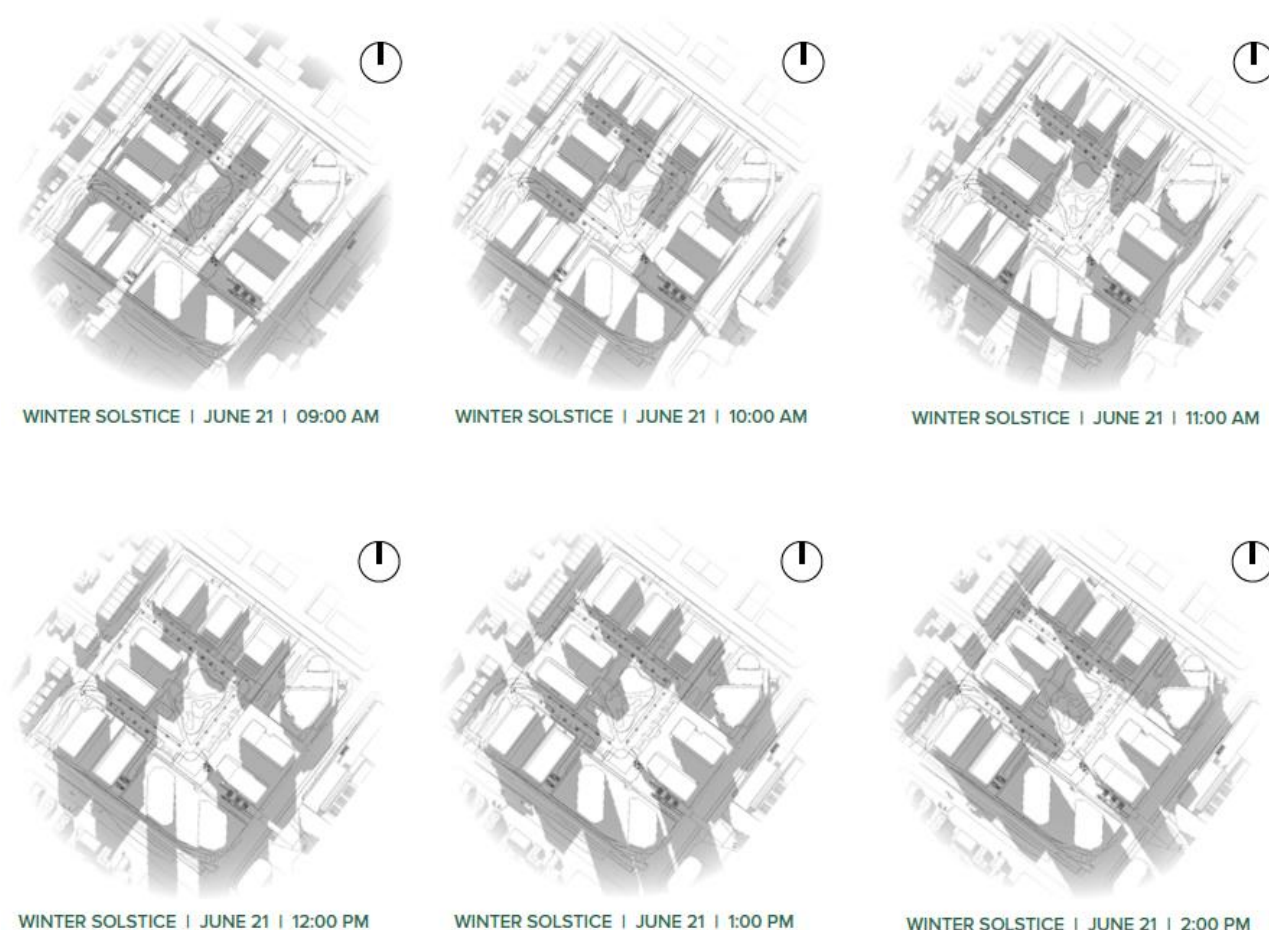 WINTER SOLSTICE | JUNE 21 | 09:00 AM
WINTER SOLSTICE | JUNE 21 | 10:00 AM
WINTER SOLSTICE | JUNE 21 | 11:00 AM
WINTER SOLSTICE | JUNE 21 | 12:00 PM
WINTER SOLSTICE | JUNE 21 | 1:00 PM
WINTER SOLSTICE | JUNE 21 | 2:00 PM